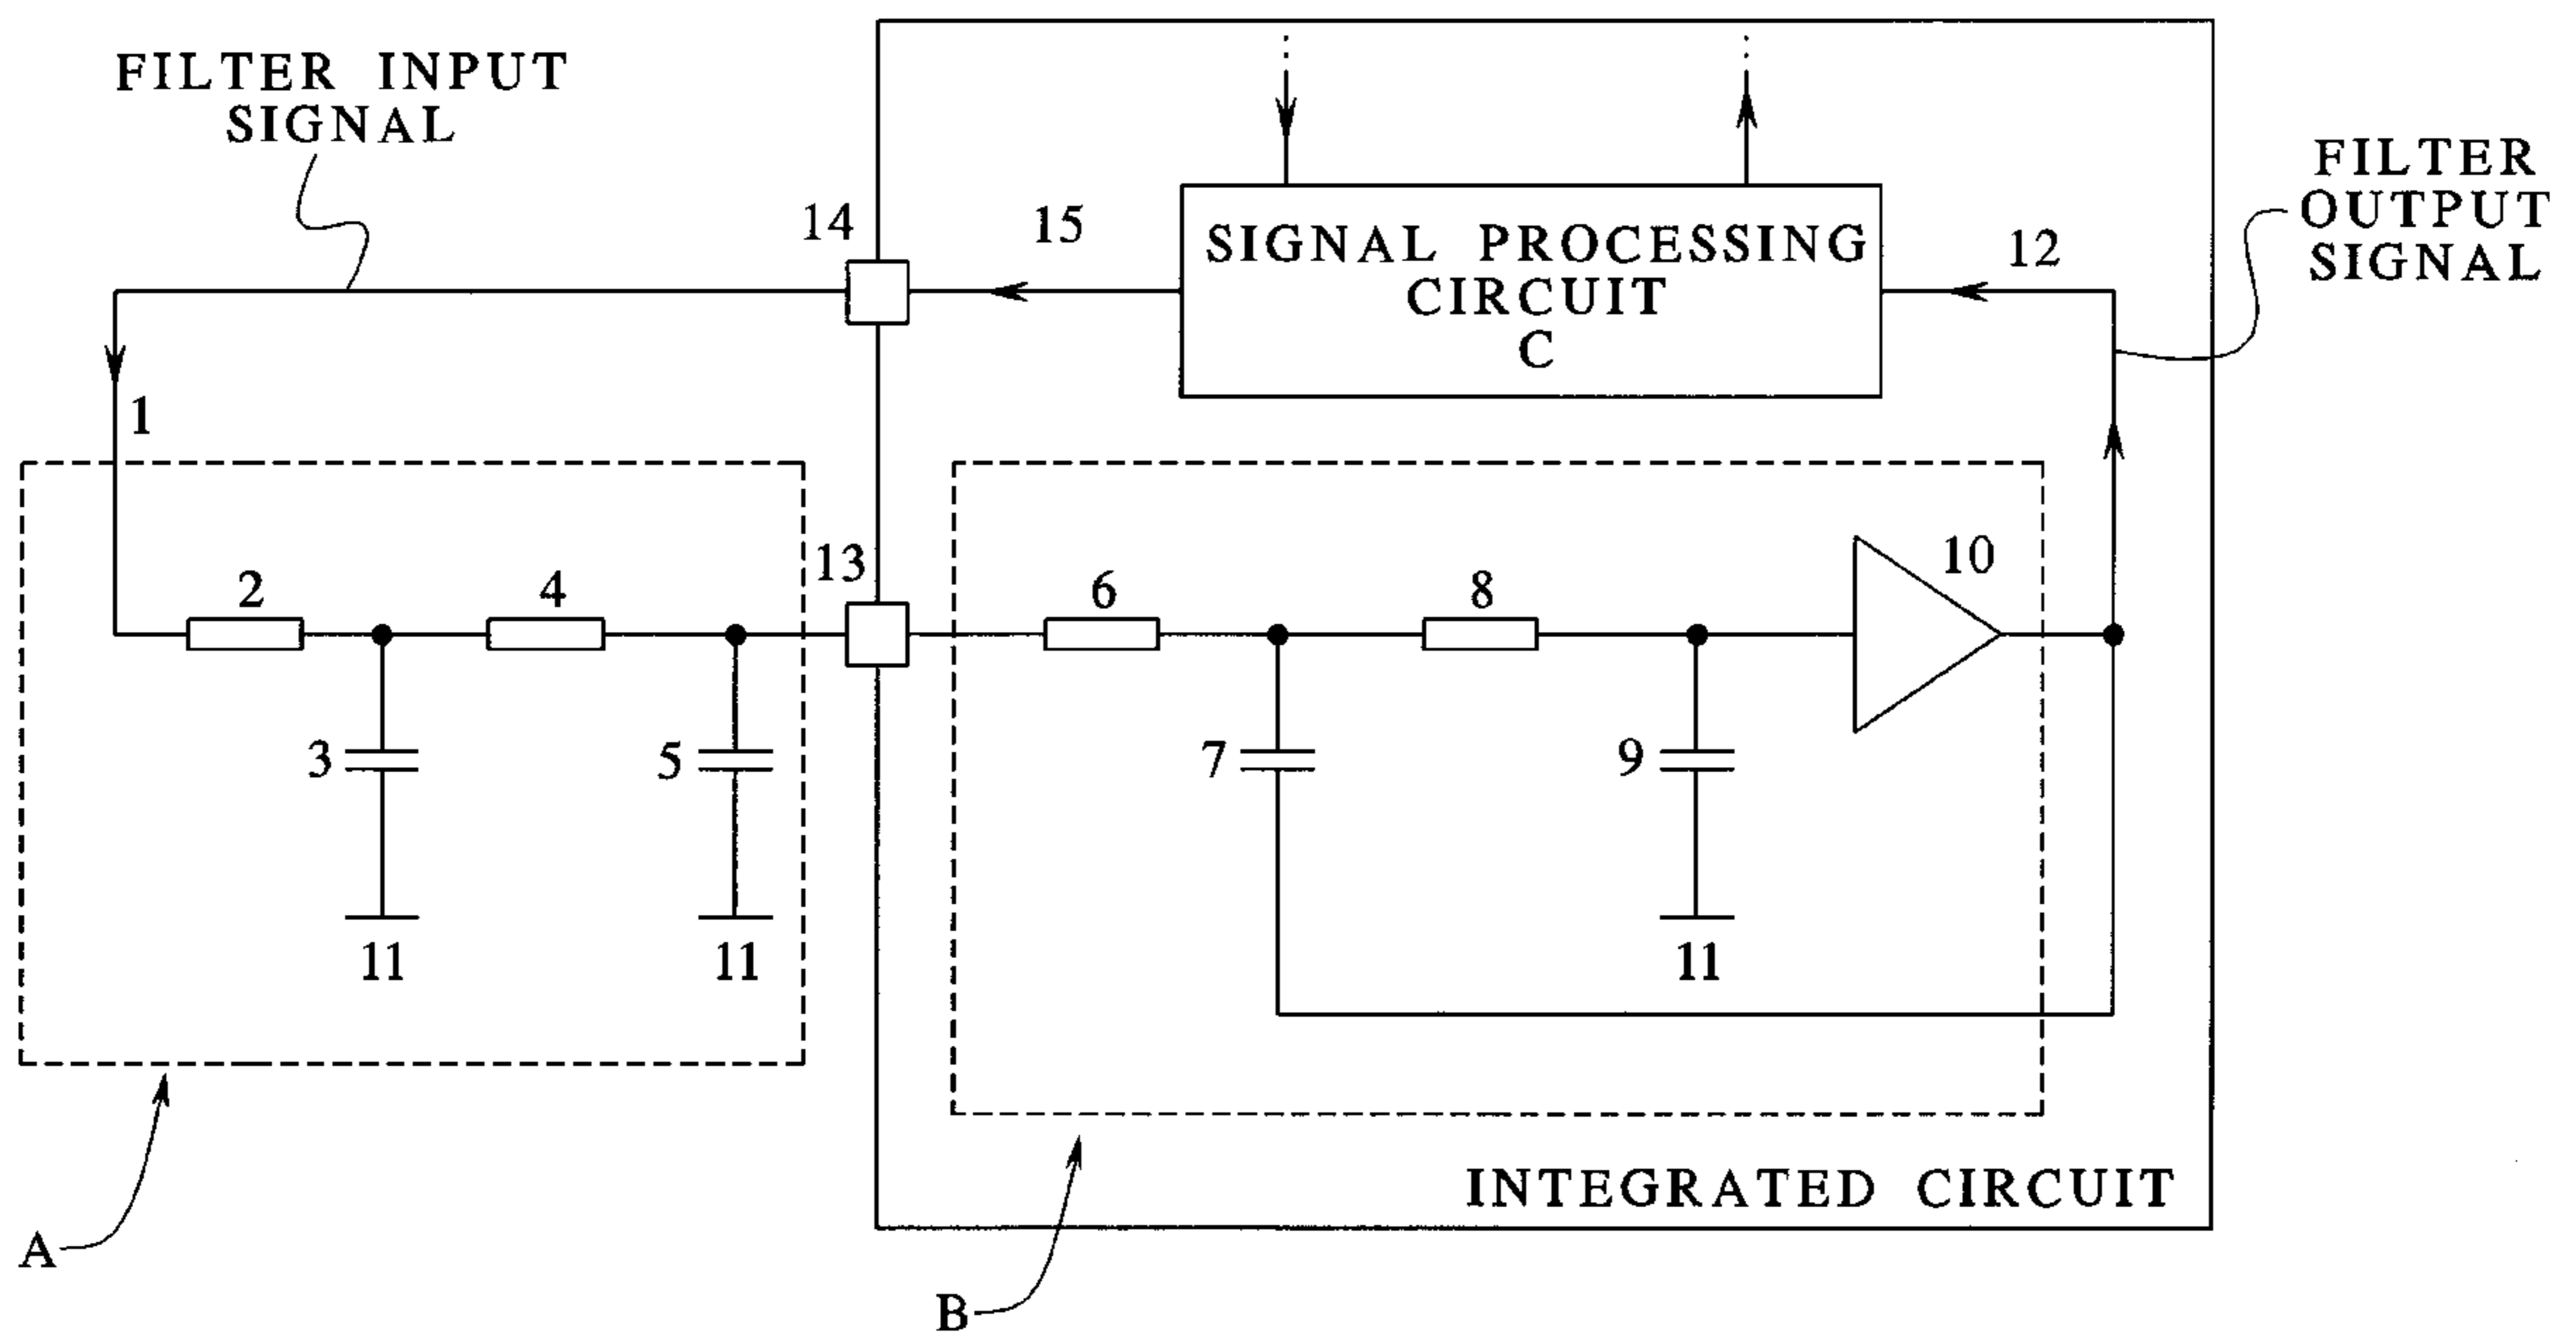 FILTER INPUT
SIGNAL
FILTER
OUTPUT
SIGNAL
14
15
SIGNAL PROCESSING
CIRCUIT
C
12
1
13
2
4
6
8
10
3
5
7
9
11
11
11
INTEGRATED CIRCUIT
A
B